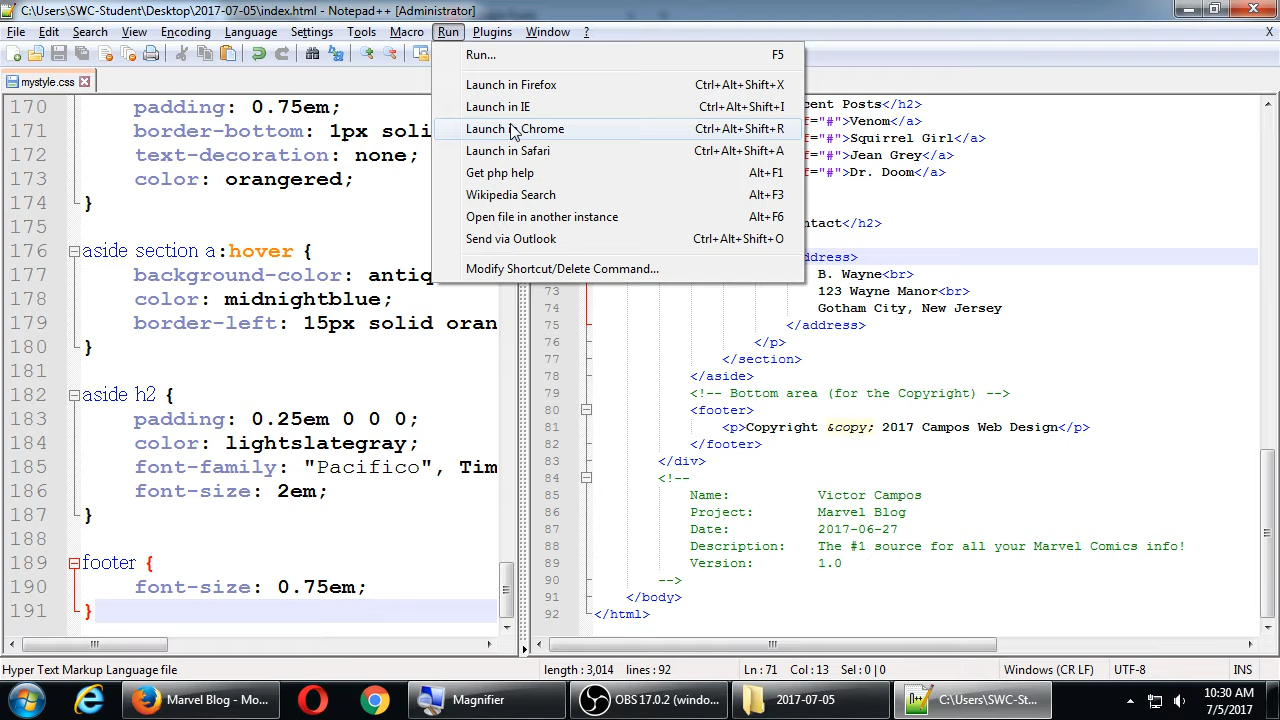 C:\Users\SWC-Student\Desktop\2017-07-05\index.html - Notepad++ [Administrator]
File Edit Search View Encoding Language Settings Tools Macro Run Plugins Window ? X
mystyle.css
Run... F5
Launch in Firefox Ctrl+Alt+Shift+X
Launch in IE Ctrl+Alt+Shift+I
Launch in Chrome Ctrl+Alt+Shift+R
Launch in Safari Ctrl+Alt+Shift+A
Get php help Alt+F1
Wikipedia Search Alt+F3
Open file in another instance Alt+F6
Send via Outlook Ctrl+Alt+Shift+O
Modify Shortcut/Delete Command...
170 padding: 0.75em;
171 border-bottom: 1px soli
172 text-decoration: none;
173 color: orangered;
174 }
175
176 aside section a:hover {
177 background-color: antiq
178 color: midnightblue;
179 border-left: 15px solid oran
180 }
181
182 aside h2 {
183 padding: 0.25em 0 0 0;
184 color: lightslategray;
185 font-family: "Pacifico", Tim
186 font-size: 2em;
187 }
188
189 footer {
190 font-size: 0.75em;
191 }
ent Posts</h2>
="#">Venom</a>
="#">Squirrel Girl</a>
="#">Jean Grey</a>
="#">Dr. Doom</a>
ntact</h2>
ddress>
B. Wayne<br>
73 123 Wayne Manor<br>
74 Gotham City, New Jersey
75 </address>
76 </p>
77 </section>
78 </aside>
79 <!-- Bottom area (for the Copyright) -->
80 <footer>
81 <p>Copyright &copy; 2017 Campos Web Design</p>
82 </footer>
83 </div>
84 <!--
85 Name: Victor Campos
86 Project: Marvel Blog
87 Date: 2017-06-27
88 Description: The #1 source for all your Marvel Comics info!
89 Version: 1.0
90 -->
91 </body>
92 </html>
Hyper Text Markup Language file length : 3,014 lines : 92 Ln : 71 Col : 13 Sel : 0 | 0 Windows (CR LF) UTF-8 INS
Marvel Blog - Mo... Magnifier OBS 17.0.2 (windo... 2017-07-05 C:\Users\SWC-St... 10:30 AM
7/5/2017